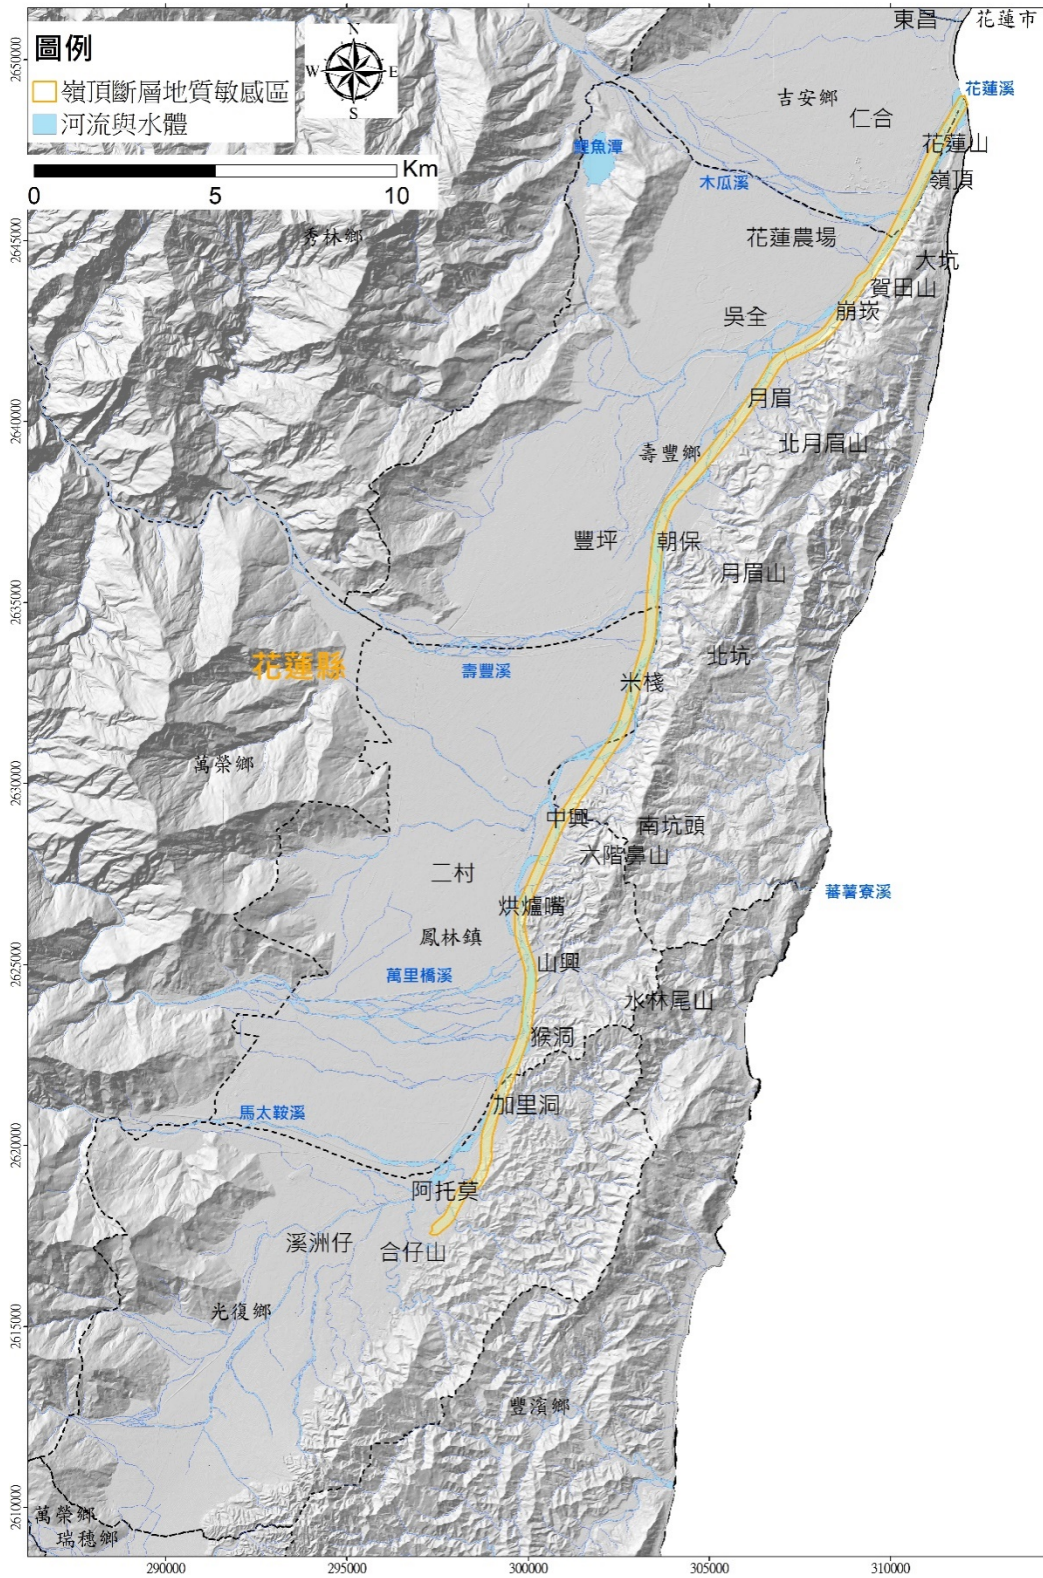 圖例
嶺頂斷層地質敏感區
河流與水體
N
W
E
S
0
5
10
Km
東昌
花蓮市
花蓮溪
吉安鄉
仁合
花蓮山
鯉魚潭
木瓜溪
嶺頂
秀林鄉
花蓮農場
大坑
賀田山
吳全
崩崁
月眉
北月眉山
壽豐鄉
豐坪
朝保
月眉山
北坑
花蓮縣
壽豐溪
米棧
萬榮鄉
中興
南坑頭
六階鼻山
二村
蕃薯寮溪
烘爐嘴
鳳林鎮
山興
萬里橋溪
水林尾山
猴洞
加里洞
馬太鞍溪
阿托莫
溪洲仔
合仔山
光復鄉
豐濱鄉
萬榮鄉
瑞穗鄉
2650000
2645000
2640000
2635000
2630000
2625000
2620000
2615000
2610000
290000
295000
300000
305000
310000